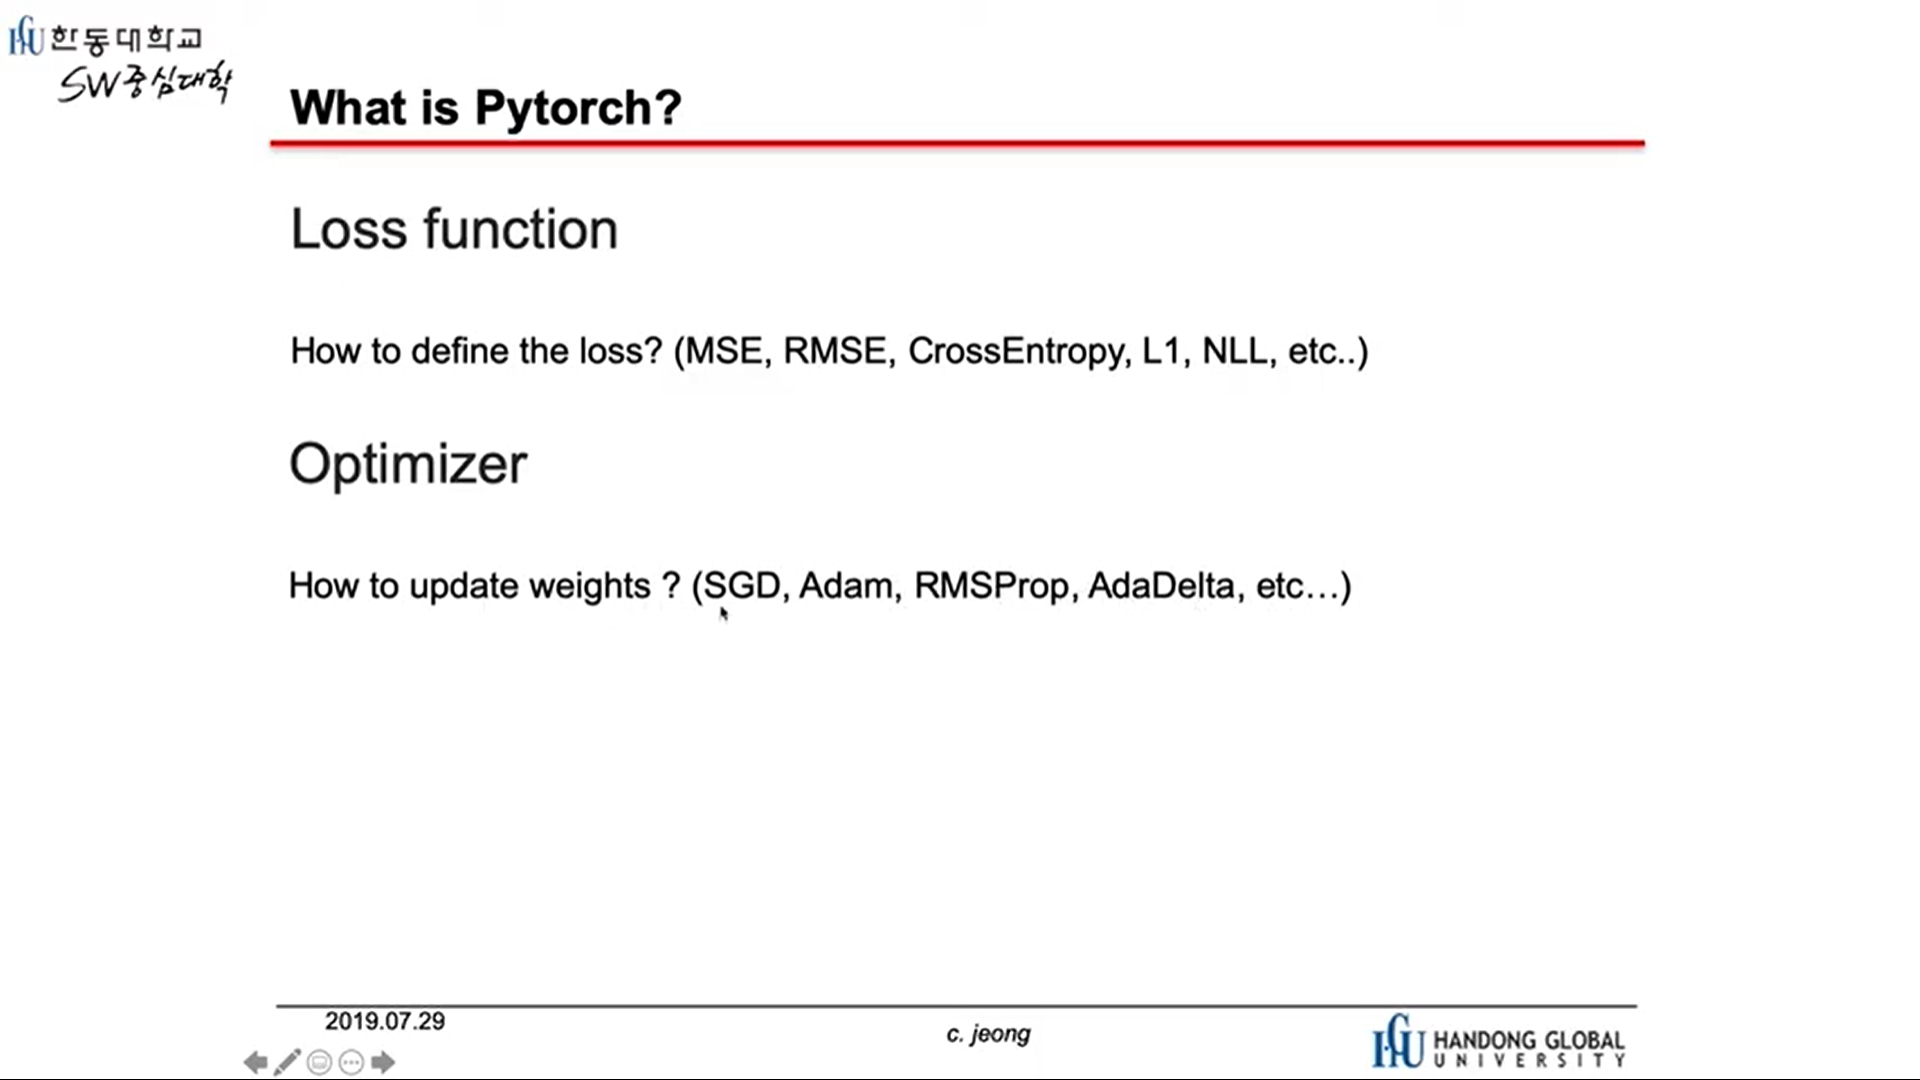 HGU 한동대학교
SW중심대학
What is Pytorch?
Loss function
How to define the loss? (MSE, RMSE, CrossEntropy, L1, NLL, etc..)
Optimizer
How to update weights ? (SGD, Adam, RMSProp, AdaDelta, etc...)
2019.07.29
c. jeong
HGU HANDONG GLOBAL
UNIVERSITY